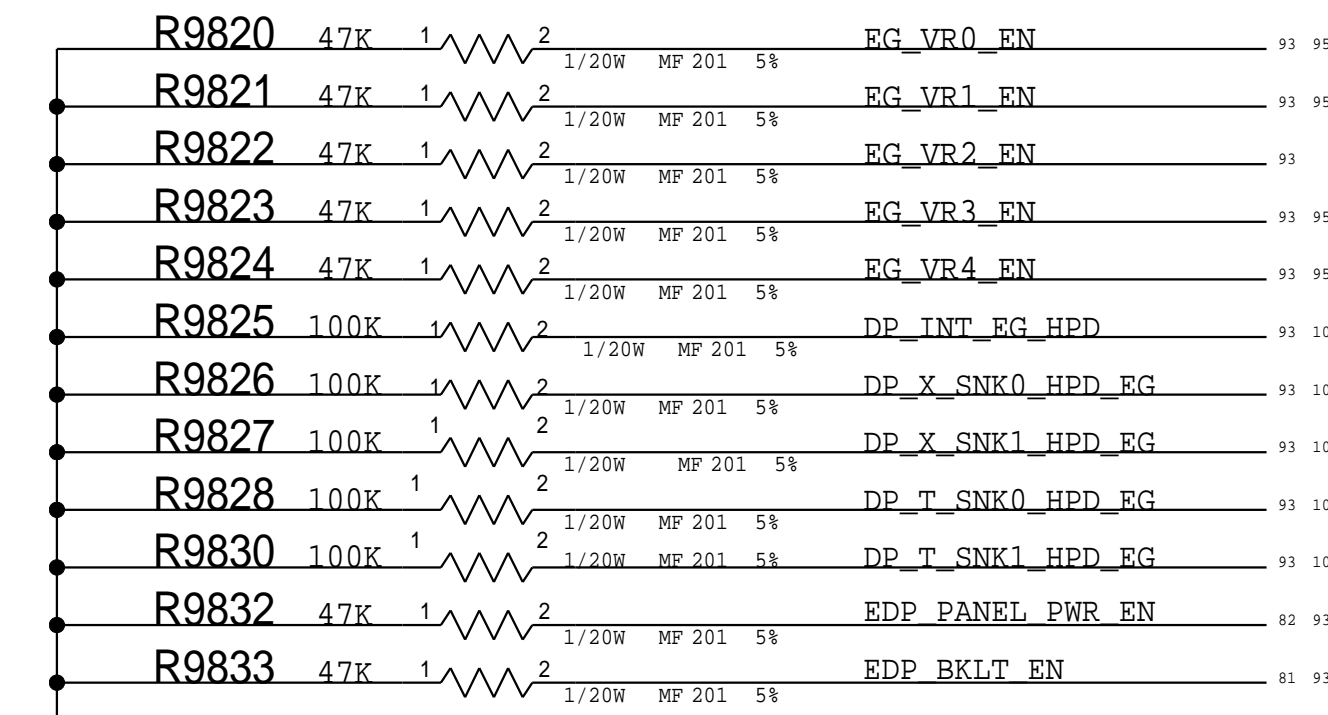 R9820 47K 1 2 1/20W MF 201 5% EG_VR0_EN 93 95
R9821 47K 1 2 1/20W MF 201 5% EG_VR1_EN 93 95
R9822 47K 1 2 1/20W MF 201 5% EG_VR2_EN 93
R9823 47K 1 2 1/20W MF 201 5% EG_VR3_EN 93 95
R9824 47K 1 2 1/20W MF 201 5% EG_VR4_EN 93 95
R9825 100K 1 2 1/20W MF 201 5% DP_INT_EG_HPD 93 10
R9826 100K 1 2 1/20W MF 201 5% DP_X_SNK0_HPD_EG 93 10
R9827 100K 1 2 1/20W MF 201 5% DP_X_SNK1_HPD_EG 93 10
R9828 100K 1 2 1/20W MF 201 5% DP_T_SNK0_HPD_EG 93 10
R9830 100K 1 2 1/20W MF 201 5% DP_T_SNK1_HPD_EG 93 10
R9832 47K 1 2 1/20W MF 201 5% EDP_PANEL_PWR_EN 82 93
R9833 47K 1 2 1/20W MF 201 5% EDP_BKLT_EN 81 93